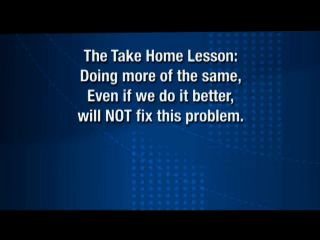 The Take Home Lesson:
Doing more of the same,
Even if we do it better,
will NOT fix this problem.